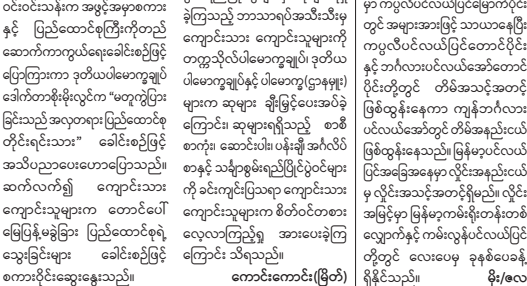 ဝင်းဝင်းသန်းက အဖွင့်အမှာစကား
နှင့် ပြည်ထောင်စုကြီးကိုတည်
ဆောက်ကာကွယ်ရေးခေါင်းစဉ်ဖြင့်
ပြောကြားကာ ဒုတိယပါမောက္ခချုပ်
ဒေါက်တာစိုးမိုးလွင်က “မတူကွဲပြား
ခြင်းသည် အလှတရား ပြည်ထောင်စု
တိုင်းရင်းသား” ခေါင်းစဉ်ဖြင့်
အသိပညာပေးဟောပြောသည်။
ဆက်လက်၍ ကျောင်းသား
ကျောင်းသူများက တောင်ပေါ်
မြေပြန့်မခွဲခြား ပြည်ထောင်စုရဲ့
သွေးခြင်းများ ခေါင်းစဉ်ဖြင့်
စကားဝိုင်းဆွေးနွေးသည်။
ခဲ့ကြသည့် ဘာသာရပ်အသီးသီးမှ
ကျောင်းသား ကျောင်းသူများကို
တက္ကသိုလ်ပါမောက္ခချုပ်၊ ဒုတိယ
ပါမောက္ခချုပ်နှင့် ပါမောက္ခ(ဌာနမှူး)
များက ဆုများ ချီးမြှင့်ပေးအပ်ခဲ့
ကြောင်း၊ ဆုများရရှိသည့် စာစီ
စာကုံး၊ ဆောင်းပါး၊ ပန်းချီ၊ အင်္ဂလိပ်
စာနှင့် သင်္ချာစွမ်းရည်ပြိုင်ပွဲဝင်များ
ကို ခင်းကျင်းပြသရာ ကျောင်းသား
ကျောင်းသူများက စိတ်ဝင်တစား
လေ့လာကြည့်ရှု အားပေးခဲ့ကြ
ကြောင်း သိရသည်။
ကောင်းကောင်း(မြိတ်)
မှာ ကပ္ပလီပင်လယ်ပြင်မြောက်ပိုင်း
တွင် အများအားဖြင့် သာယာနေပြီး
ကပ္ပလီပင်လယ်ပြင်တောင်ပိုင်း
နှင့် ဘင်္ဂလားပင်လယ်အော်တောင်
ပိုင်းတို့တွင် တိမ်အသင့်အတင့်
ဖြစ်ထွန်းနေကာ ကျန်ဘင်္ဂလား
ပင်လယ်အော်တွင် တိမ်အနည်းငယ်
ဖြစ်ထွန်းနေသည်။ မြန်မာ့ပင်လယ်
ပြင်အခြေအနေမှာ လှိုင်းအနည်းငယ်
မှ လှိုင်းအသင့်အတင့်ရှိမည်။ လှိုင်း
အမြင့်မှာ မြန်မာ့ကမ်းရိုးတန်းတစ်
လျှောက်နှင့် ကမ်းလွန်ပင်လယ်ပြင်
တို့တွင် လေးပေမှ ခုနစ်ပေခန့်
ရှိနိုင်သည်။ မိုး/ဇလ